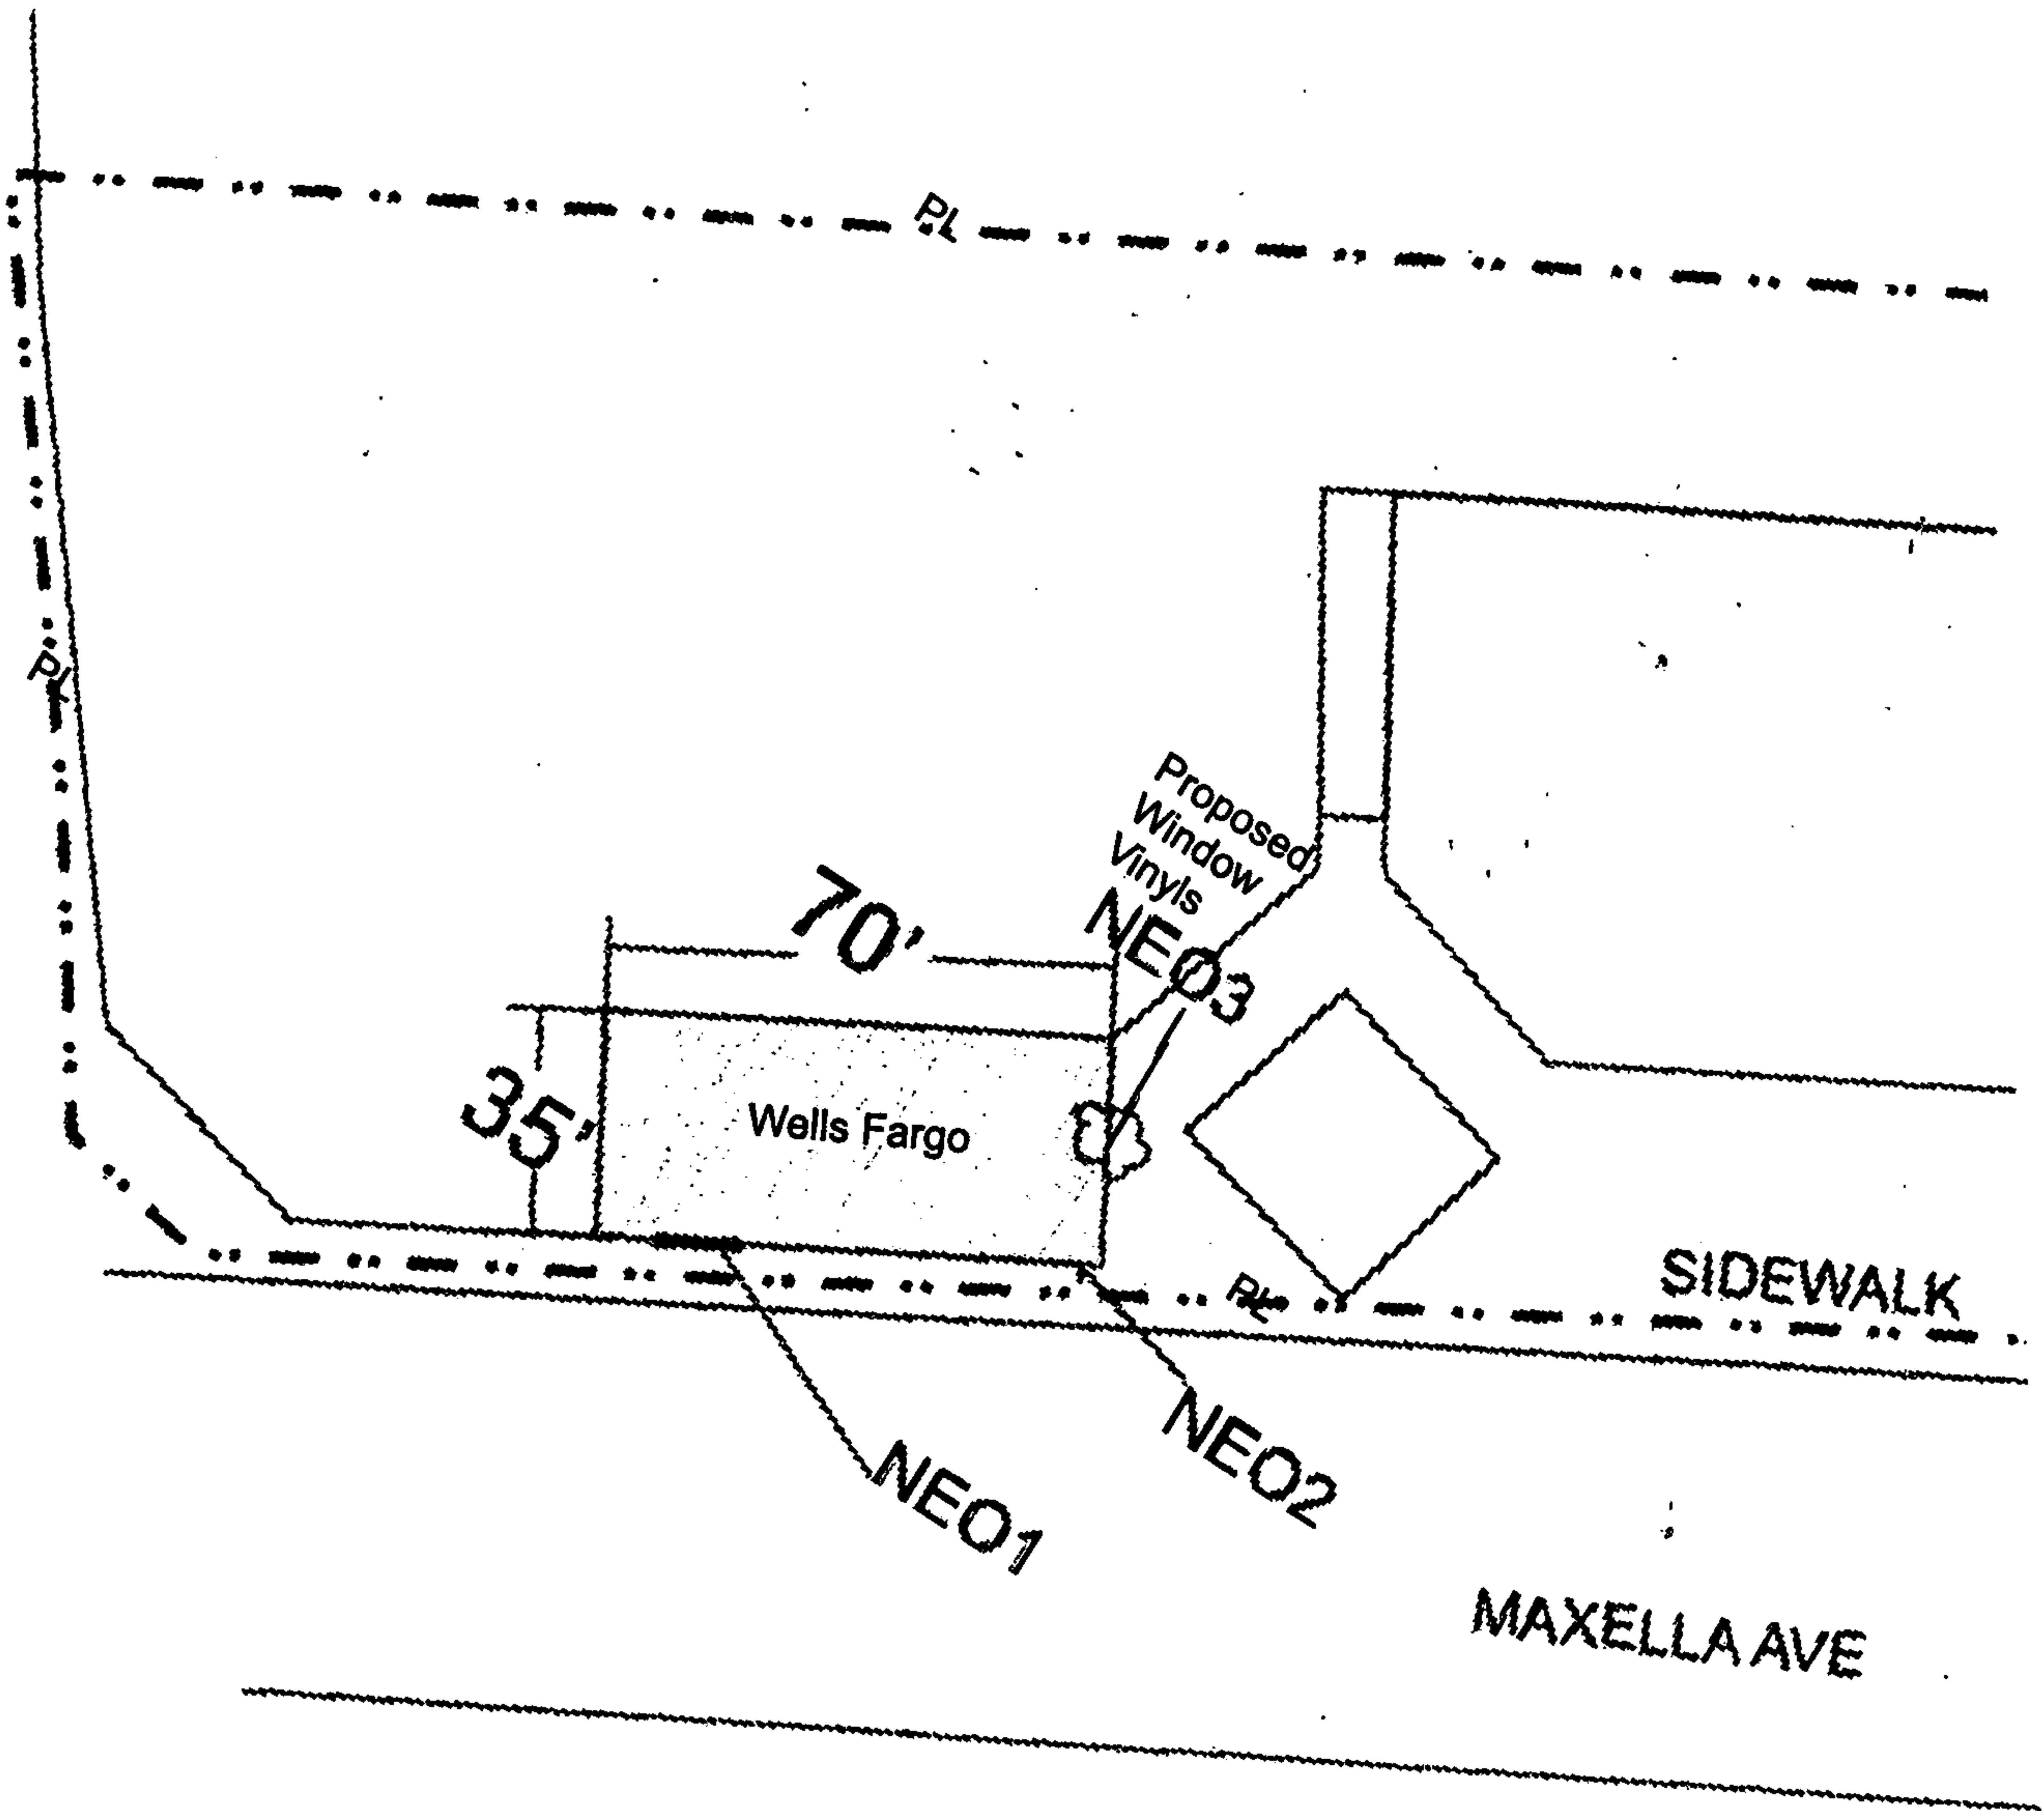 PL
PL
Proposed
Window
Vinyls
NEO3
70'
35'
Wells Fargo
PL
SIDEWALK
NEO2
NEO1
MAXELLA AVE